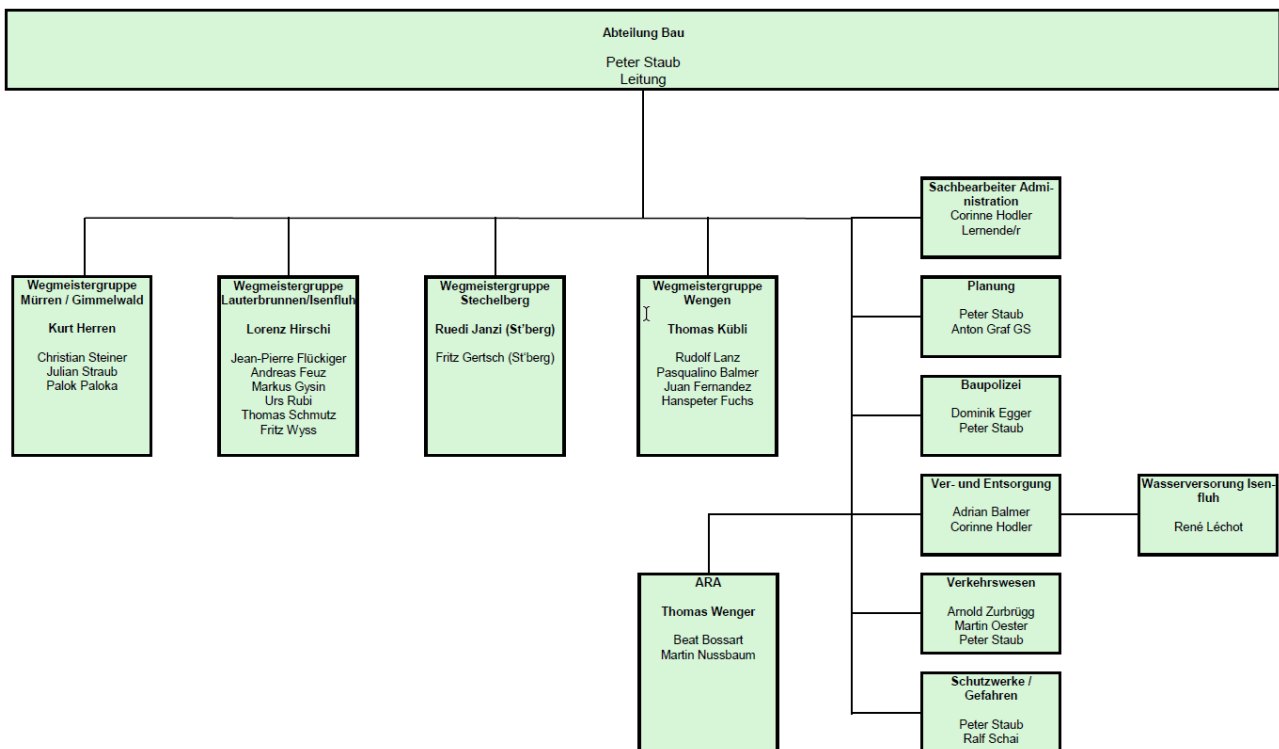 Abteilung Bau
Peter Staub
Leitung
Sachbearbeiter Admi-
nistration
Corinne Hodler
Lernende/r
Wegmeistergruppe
Mürren / Gimmelwald
Kurt Herren
Christian Steiner
Julian Straub
Palok Paloka
Wegmeistergruppe
Lauterbrunnen/Isenfluh
Lorenz Hirschi
Jean-Pierre Flückiger
Andreas Feuz
Markus Gysin
Urs Rubi
Thomas Schmutz
Fritz Wyss
Wegmeistergruppe
Stechelberg
Ruedi Janzi (St'berg)
Fritz Gertsch (St'berg)
Wegmeistergruppe
Wengen
Thomas Kübli
Rudolf Lanz
Pasqualino Balmer
Juan Fernandez
Hanspeter Fuchs
Planung
Peter Staub
Anton Graf GS
Baupolizei
Dominik Egger
Peter Staub
Ver- und Entsorgung
Adrian Balmer
Corinne Hodler
Wasserversorung Isen-
fluh
René Léchot
ARA
Thomas Wenger
Beat Bossart
Martin Nussbaum
Verkehrswesen
Arnold Zurbrügg
Martin Oester
Peter Staub
Schutzwerke /
Gefahren
Peter Staub
Ralf Schai